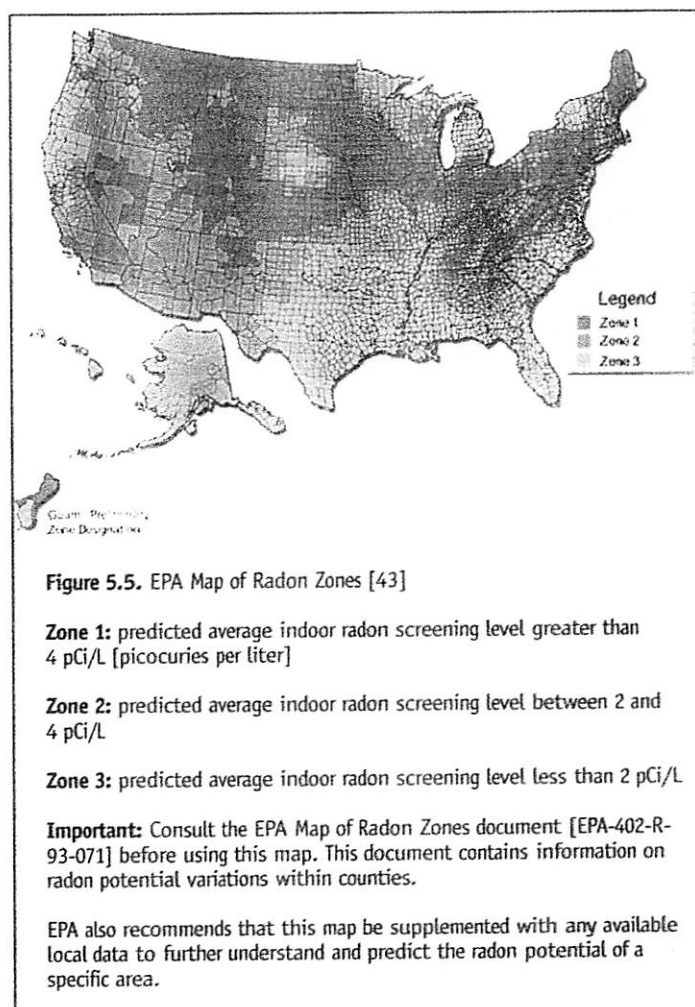 Legend
Zone 1
Zone 2
Zone 3
Guam Preliminary
Zone Designation
Figure 5.5. EPA Map of Radon Zones [43]
Zone 1: predicted average indoor radon screening level greater than
4 pCi/L [picocuries per liter]
Zone 2: predicted average indoor radon screening level between 2 and
4 pCi/L
Zone 3: predicted average indoor radon screening level less than 2 pCi/L
Important: Consult the EPA Map of Radon Zones document [EPA-402-R-
93-071] before using this map. This document contains information on
radon potential variations within counties.
EPA also recommends that this map be supplemented with any available
local data to further understand and predict the radon potential of a
specific area.